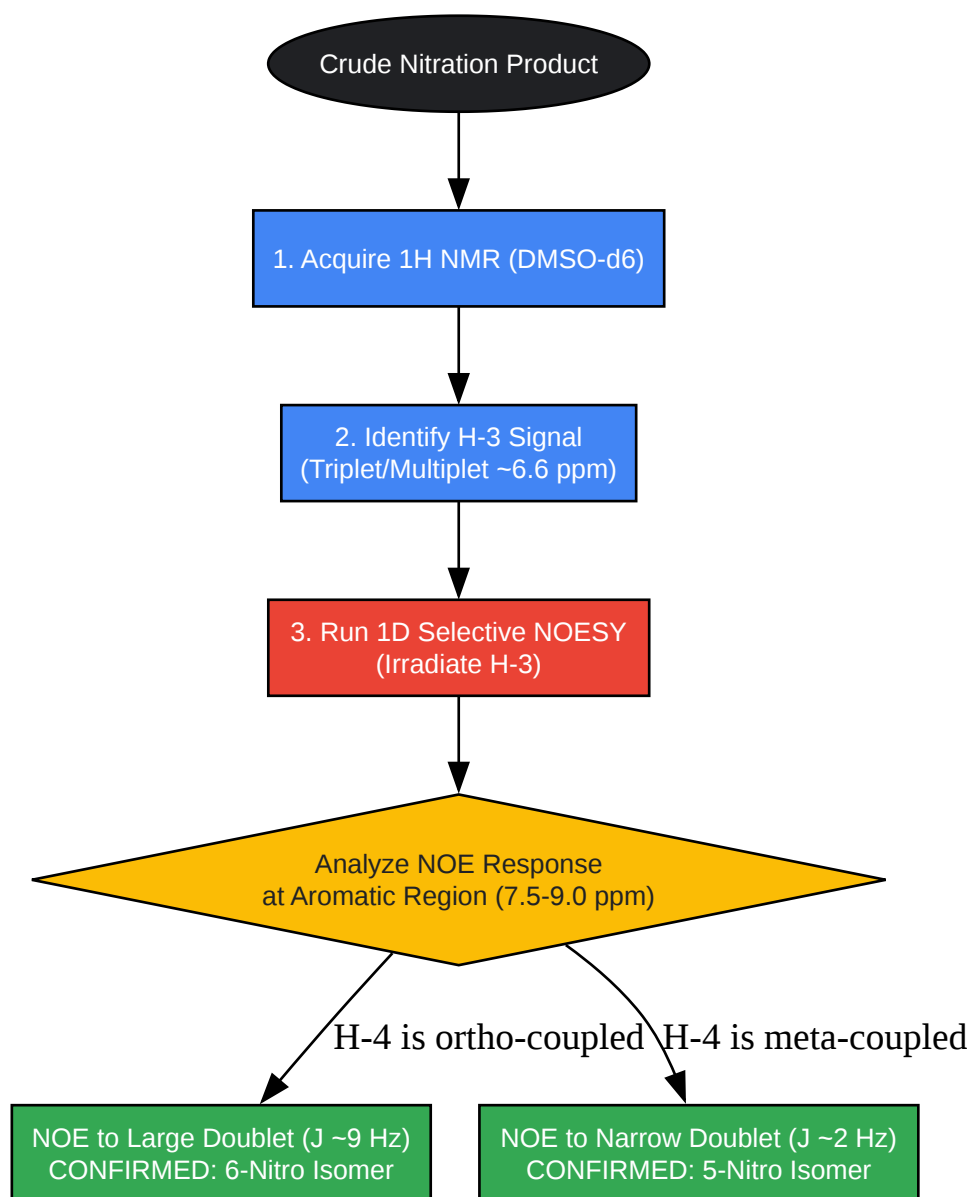 Crude Nitration Product
1. Acquire 1H NMR (DMSO-d6)
2. Identify H-3 Signal
(Triplet/Multiplet ~6.6 ppm)
3. Run 1D Selective NOESY
(Irradiate H-3)
Analyze NOE Response
at Aromatic Region (7.5-9.0 ppm)
H-4 is ortho-coupled
H-4 is meta-coupled
NOE to Large Doublet (J ~9 Hz)
CONFIRMED: 6-Nitro Isomer
NOE to Narrow Doublet (J ~2 Hz)
CONFIRMED: 5-Nitro Isomer